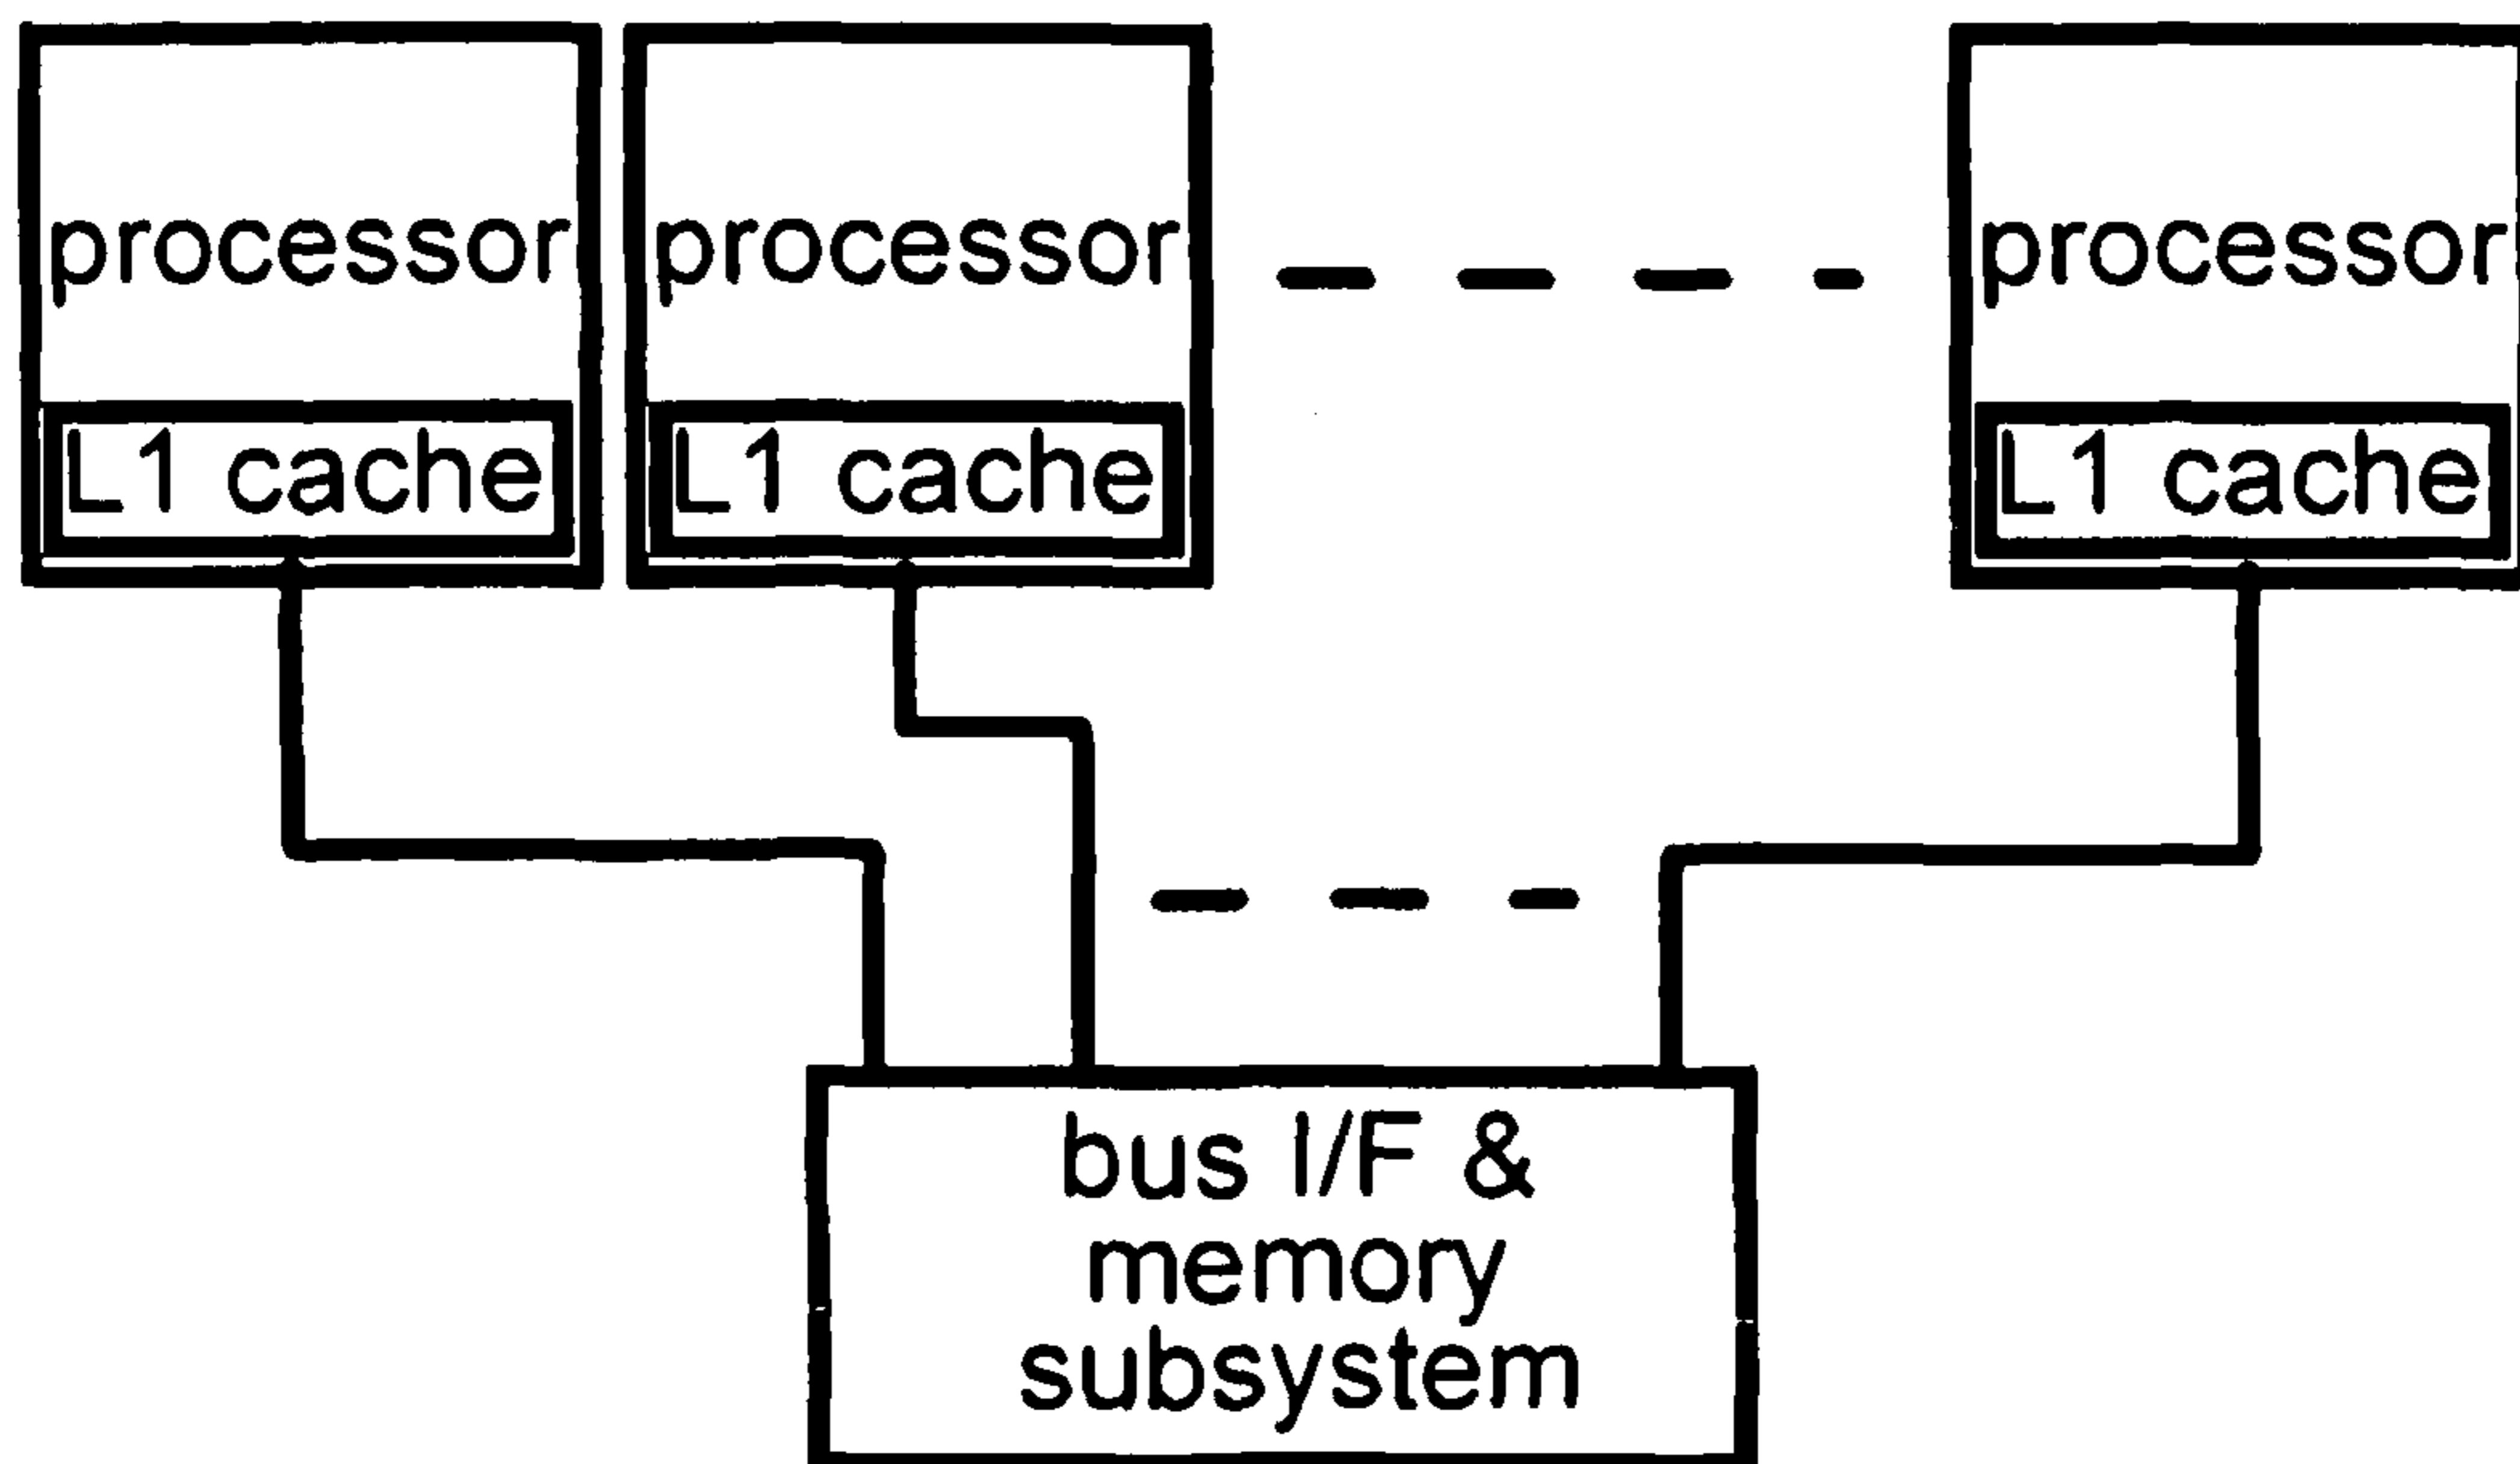 processor
processor
processor
L1 cache
L1 cache
L1 cache
bus I/F &
memory
subsystem